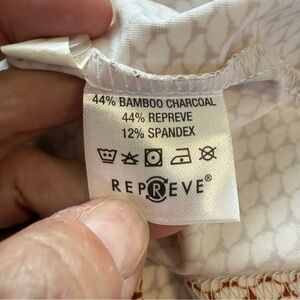 44% BAMBOO CHARCOAL
44% REPREVE
12% SPANDEX
REPREVE®